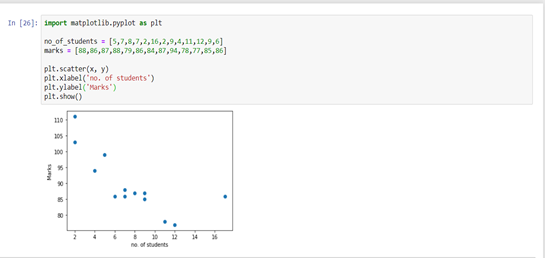 In [26]: import matplotlib.pyplot as plt
no_of_students = [5,7,8,7,2,16,2,9,4,11,12,9,6]
marks = [88,86,87,88,79,86,84,87,94,78,77,85,86]
plt.scatter(x, y)
plt.xlabel('no. of students')
plt.ylabel('Marks')
plt.show()
110
105
100
95
90
85
80
Marks
2 4 6 8 10 12 14 16
no. of students